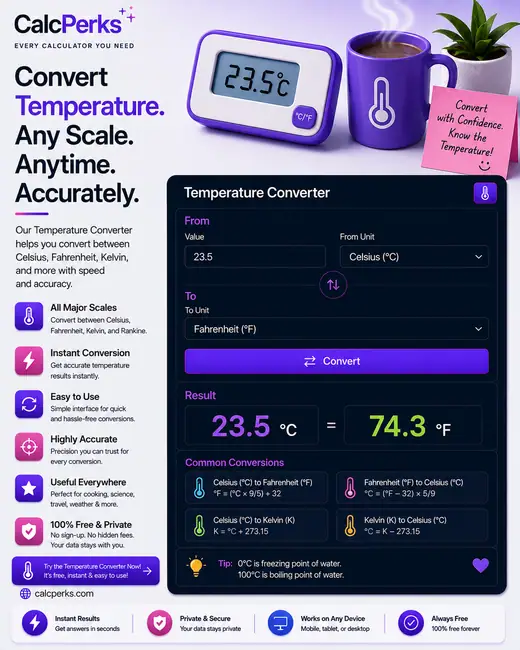 CalcPerks
EVERY CALCULATOR YOU NEED
Convert
Temperature.
Any Scale.
Anytime.
Accurately.
Our Temperature Converter
helps you convert between
Celsius, Fahrenheit, Kelvin,
and more with speed
and accuracy.
All Major Scales
Convert between Celsius,
Fahrenheit, Kelvin, and Rankine.
Instant Conversion
Get accurate temperature
results instantly.
Easy to Use
Simple interface for quick
and hassle-free conversions.
Highly Accurate
Precision you can trust for
every conversion.
Useful Everywhere
Perfect for cooking, science,
travel, weather & more.
100% Free & Private
No sign-up. No hidden fees.
Your data stays with you.
Try the Temperature Converter Now!
It's free, instant & easy to use!
calcperks.com
23.5°C
°C/°F
Convert
with Confidence.
Know the
Temperature!
Temperature Converter
From
Value
From Unit
23.5
Celsius (°C)
To
To Unit
Fahrenheit (°F)
Convert
Result
23.5 °C = 74.3 °F
Common Conversions
Celsius (°C) to Fahrenheit (°F)
°F = (°C × 9/5) + 32
Fahrenheit (°F) to Celsius (°C)
°C = (°F − 32) × 5/9
Celsius (°C) to Kelvin (K)
K = °C + 273.15
Kelvin (K) to Celsius (°C)
°C = K − 273.15
Tip: 0°C is freezing point of water.
100°C is boiling point of water.
Instant Results
Get answers in seconds
Private & Secure
Your data stays private
Works on Any Device
Mobile, tablet, or desktop
Always Free
100% free forever